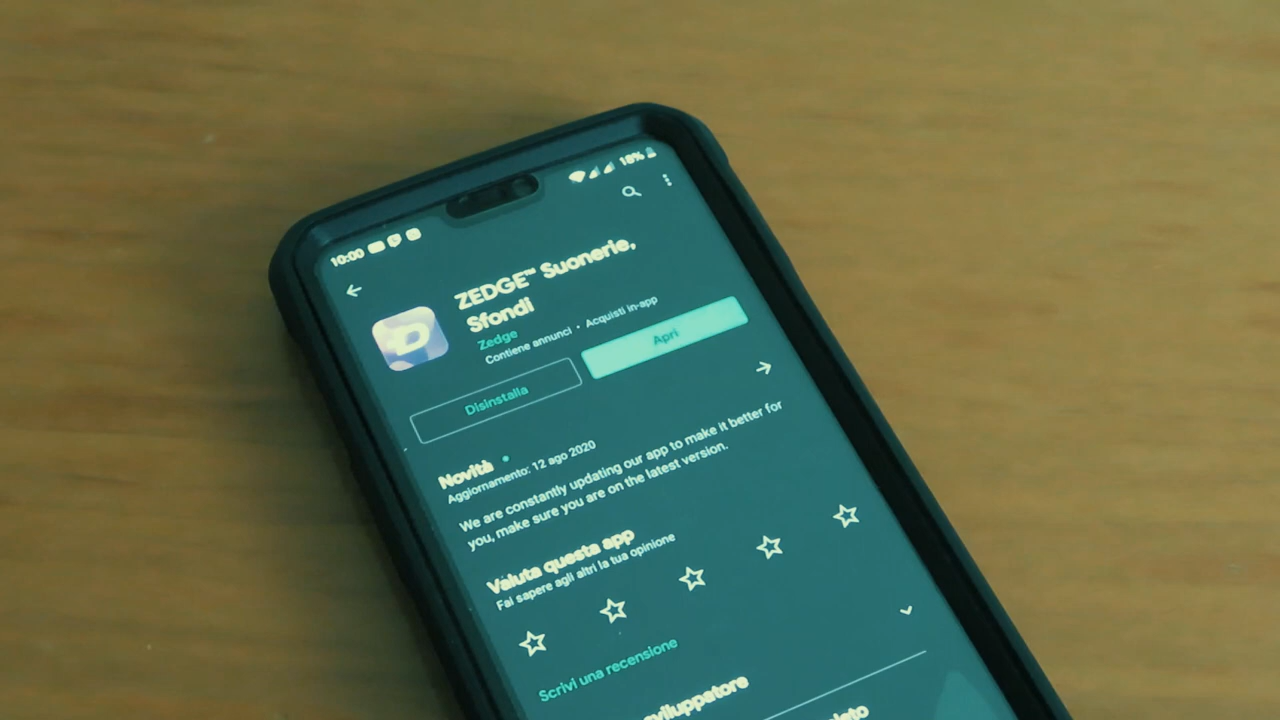 10:00
18%
ZEDGE™ Suonerie,
Sfondi
Zedge
Contiene annunci • Acquisti in-app
Disinstalla
Apri
Novità
Aggiornamento: 12 ago 2020
We are constantly updating our app to make it better for
you, make sure you are on the latest version.
Valuta questa app
Fai sapere agli altri la tua opinione
Scrivi una recensione